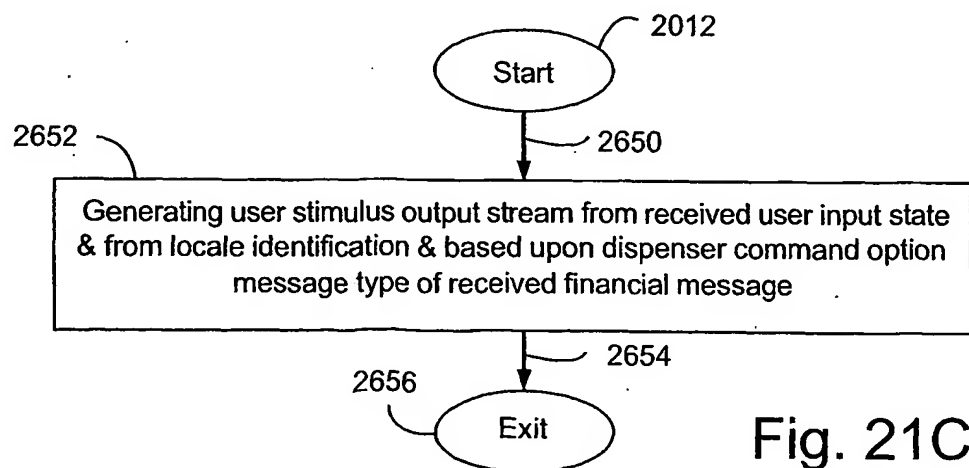 2012
Start
2650
2652
Generating user stimulus output stream from received user input state
& from locale identification & based upon dispenser command option
message type of received financial message
2654
2656
Exit
Fig. 21C